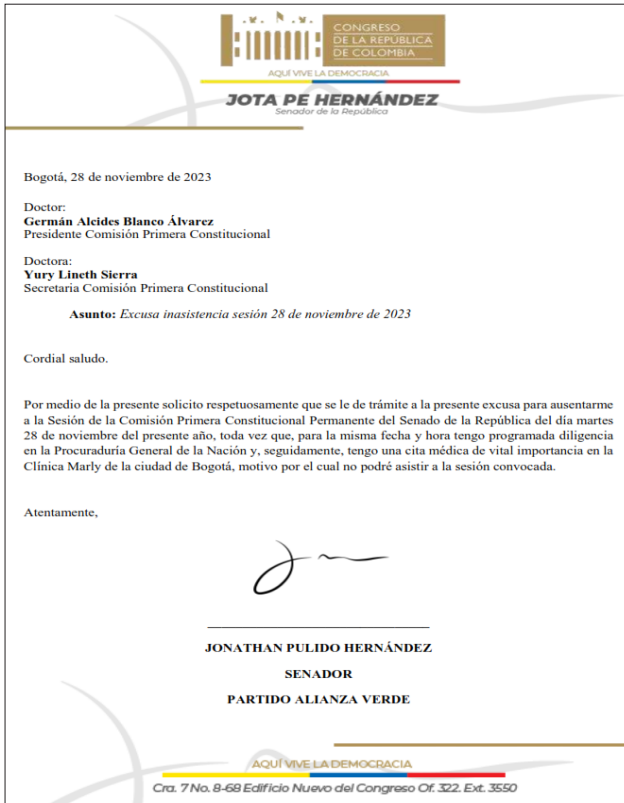 CONGRESO
DE LA REPÚBLICA
DE COLOMBIA
AQUÍ VIVE LA DEMOCRACIA
JOTA PE HERNÁNDEZ
Senador de la República
Bogotá, 28 de noviembre de 2023
Doctor:
Germán Alcides Blanco Álvarez
Presidente Comisión Primera Constitucional
Doctora:
Yury Lineth Sierra
Secretaria Comisión Primera Constitucional
Asunto: Excusa inasistencia sesión 28 de noviembre de 2023
Cordial saludo.
Por medio de la presente solicito respetuosamente que se le de trámite a la presente excusa para ausentarme
a la Sesión de la Comisión Primera Constitucional Permanente del Senado de la República del día martes
28 de noviembre del presente año, toda vez que, para la misma fecha y hora tengo programada diligencia
en la Procuraduría General de la Nación y, seguidamente, tengo una cita médica de vital importancia en la
Clínica Marly de la ciudad de Bogotá, motivo por el cual no podré asistir a la sesión convocada.
Atentamente,
JONATHAN PULIDO HERNÁNDEZ
SENADOR
PARTIDO ALIANZA VERDE
AQUÍ VIVE LA DEMOCRACIA
Cra. 7 No. 8-68 Edificio Nuevo del Congreso Of. 322. Ext. 3550